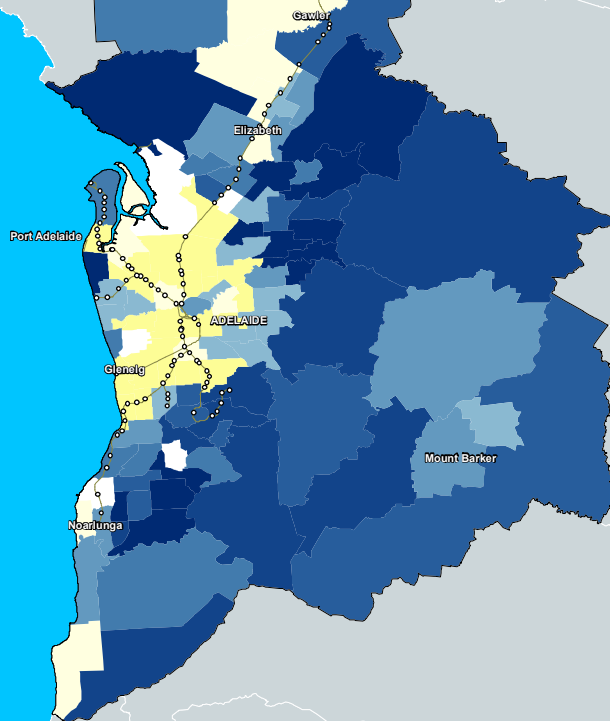 Gawler
Elizabeth
Port Adelaide
ADELAIDE
Glenelg
Mount Barker
Noarlunga